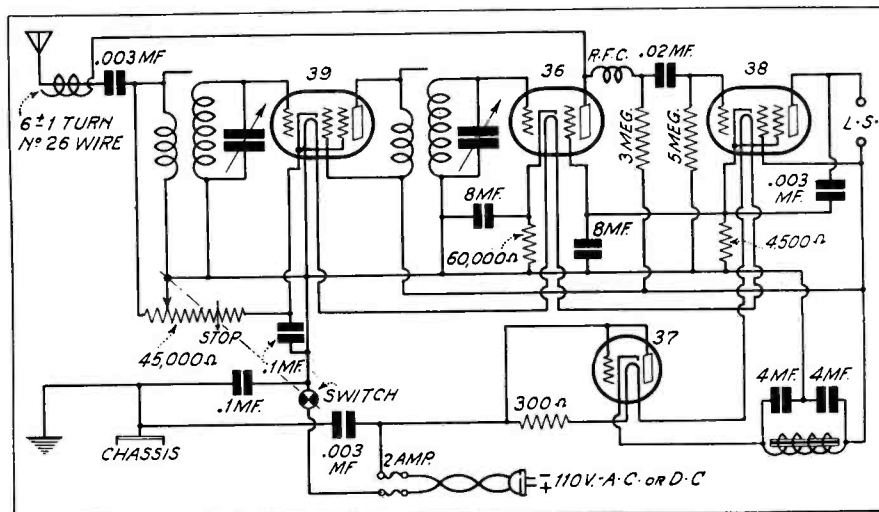 .003 MF.
39
36
R.F.C.
.02 MF.
38
6 ± 1 TURN
Nº 26 WIRE
3 MEG.
5 MEG.
L.S.
8 MF.
60,000 Ω
8 MF.
.003
MF.
4500 Ω
STOP
45,000 Ω
.1 MF.
37
.1 MF.
SWITCH
300 Ω
4 MF.
4 MF.
CHASSIS
.003
MF
2 AMP.
110 V.-A.C. OR D.C